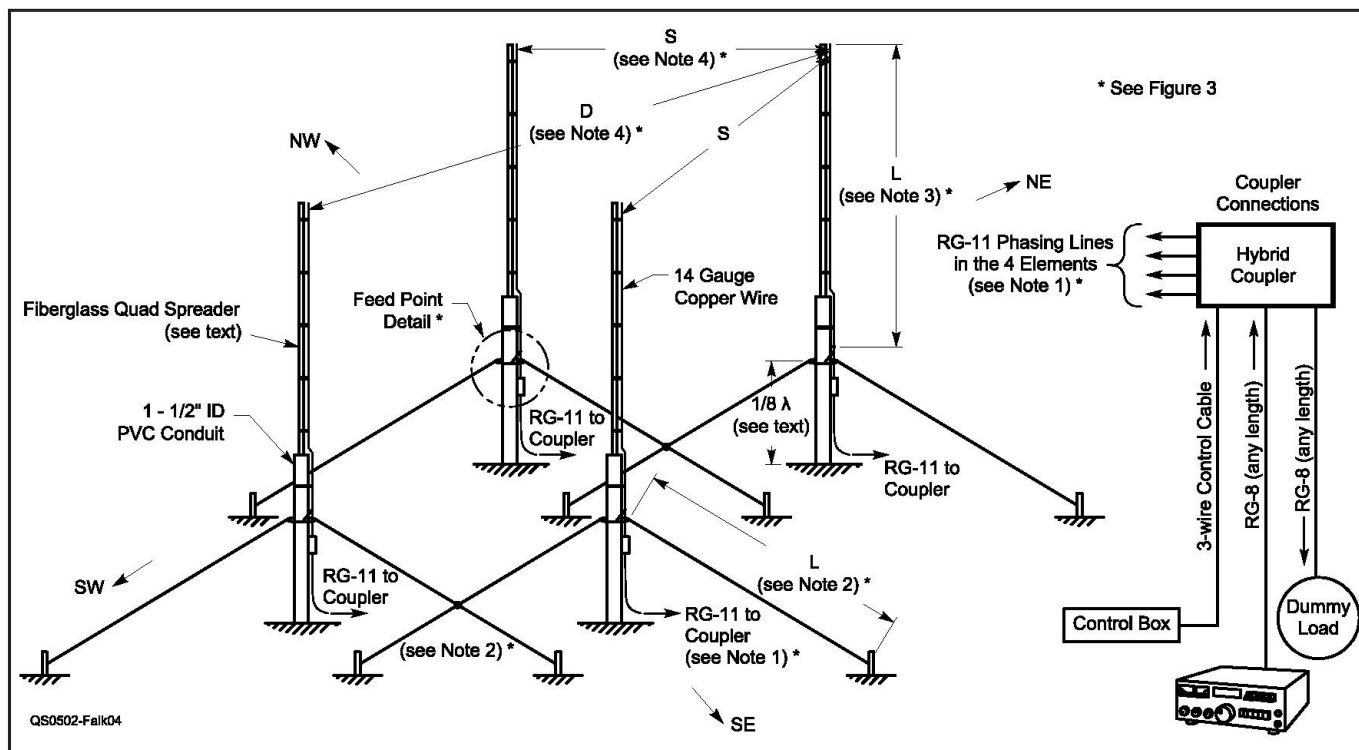 S
(see Note 4) *
* See Figure 3
D
(see Note 4) *
S
NW
L
(see Note 3) *
NE
Coupler
Connections
RG-11 Phasing Lines
in the 4 Elements
(see Note 1) *
Hybrid
Coupler
14 Gauge
Copper Wire
Feed Point
Detail *
Fiberglass Quad Spreader
(see text)
1 - 1/2" ID
PVC Conduit
RG-11 to
Coupler
1/8 λ
(see text)
RG-11 to
Coupler
3-wire Control Cable
RG-8 (any length)
RG-8 (any length)
SW
RG-11 to
Coupler
L
(see Note 2) *
(see Note 2) *
RG-11 to
Coupler
(see Note 1) *
Control Box
Dummy
Load
SE
QS0502-Falk04